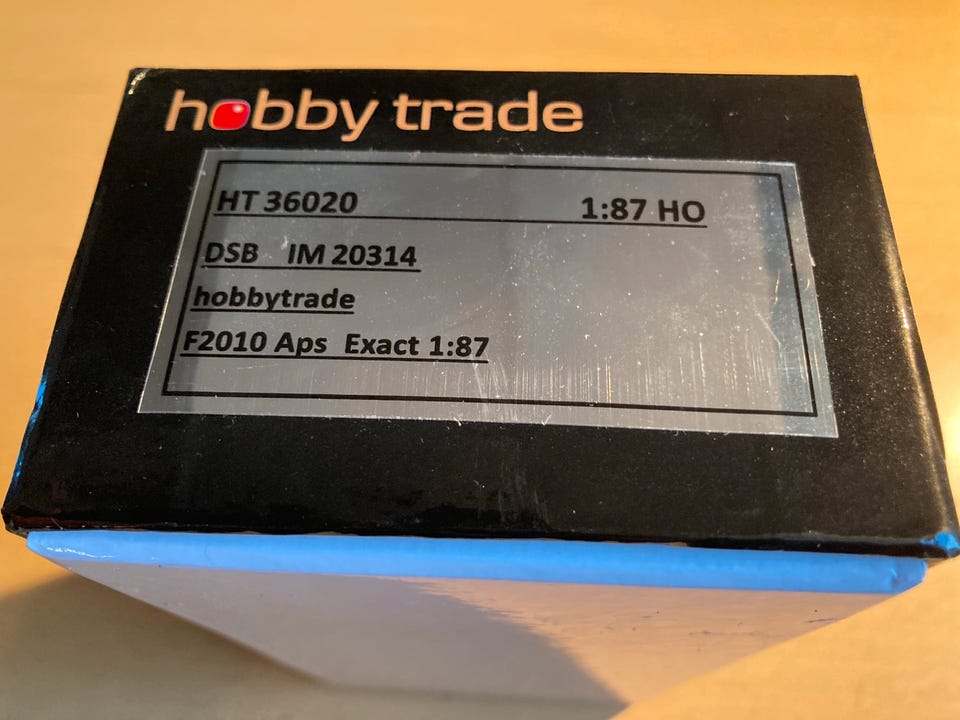 hobby trade
HT 36020 1:87 HO
DSB IM 20314
hobbytrade
F2010 Aps Exact 1:87